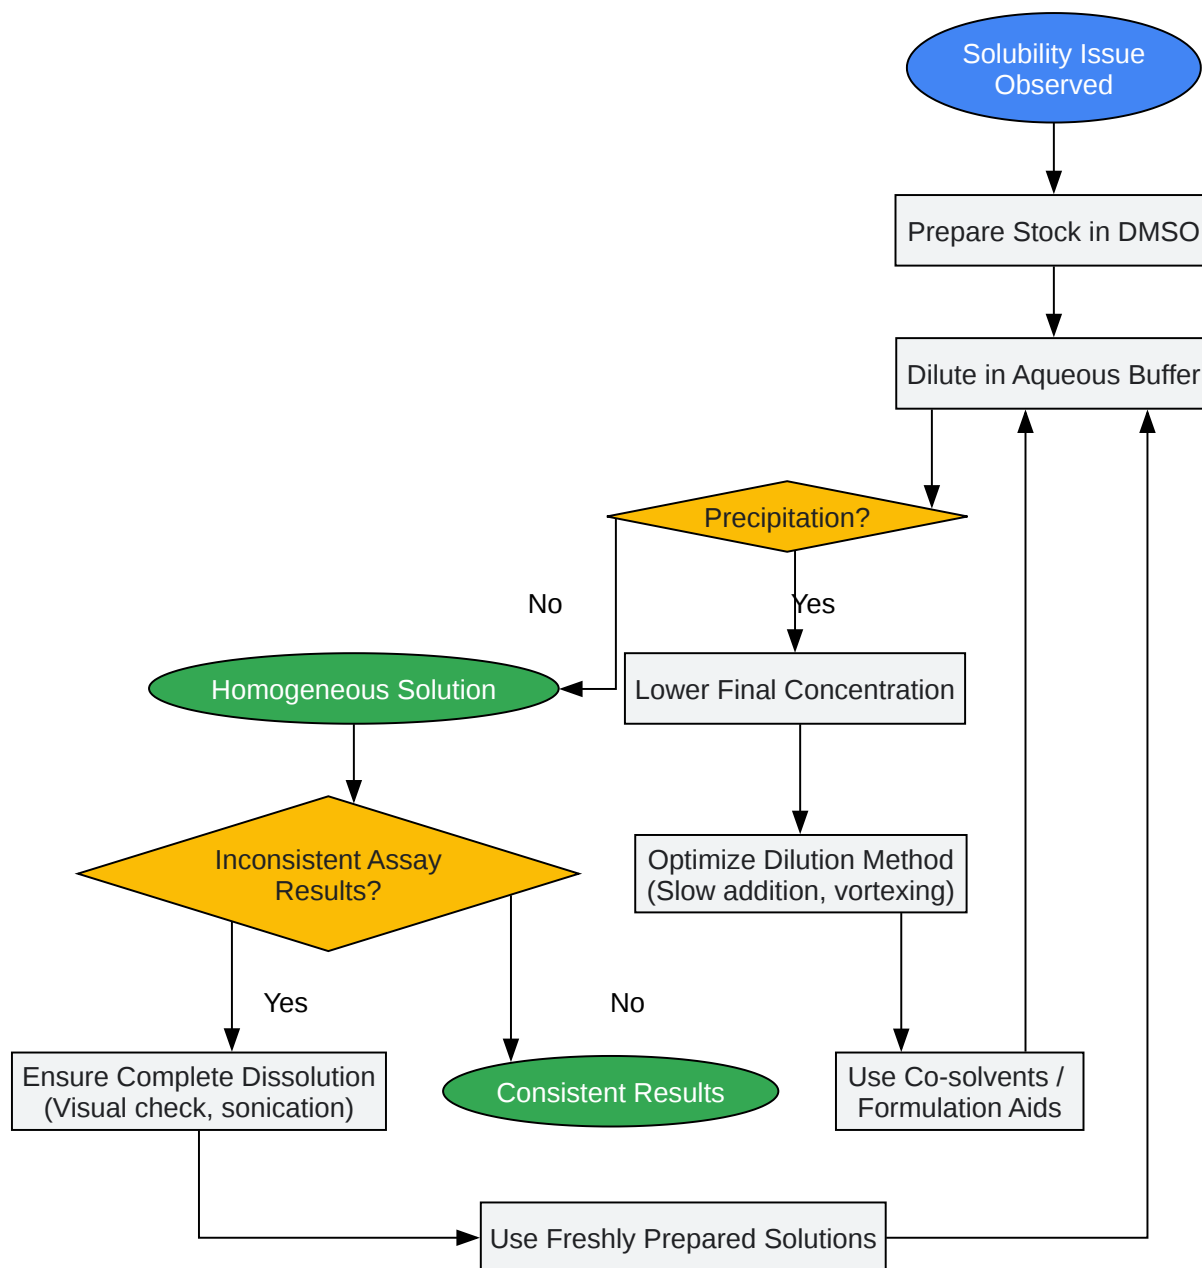 Solubility Issue
Observed
Prepare Stock in DMSO
Dilute in Aqueous Buffer
Precipitation?
No
Yes
Homogeneous Solution
Lower Final Concentration
Inconsistent Assay
Results?
Optimize Dilution Method
(Slow addition, vortexing)
Yes
No
Ensure Complete Dissolution
(Visual check, sonication)
Consistent Results
Use Co-solvents /
Formulation Aids
Use Freshly Prepared Solutions